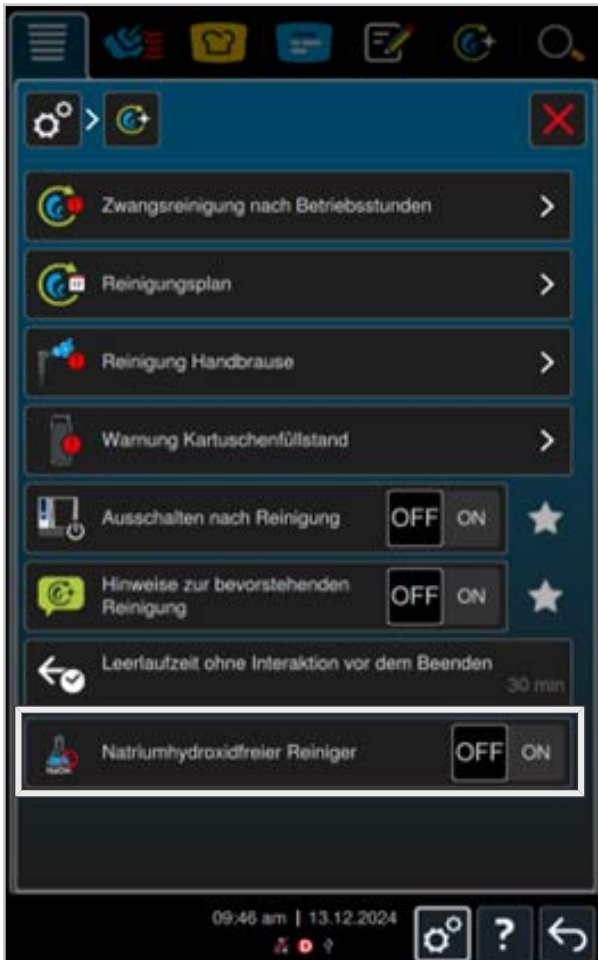 Zwangsreinigung nach Betriebsstunden
Reinigungsplan
Reinigung Handbrause
Warnung Kartuschenfüllstand
Ausschalten nach Reinigung OFF ON
Hinweise zur bevorstehenden
Reinigung OFF ON
Leerlaufzeit ohne Interaktion vor dem Beenden
30 min
Natriumhydroxidfreier Reiniger OFF ON
09:46 am | 13.12.2024
D
?